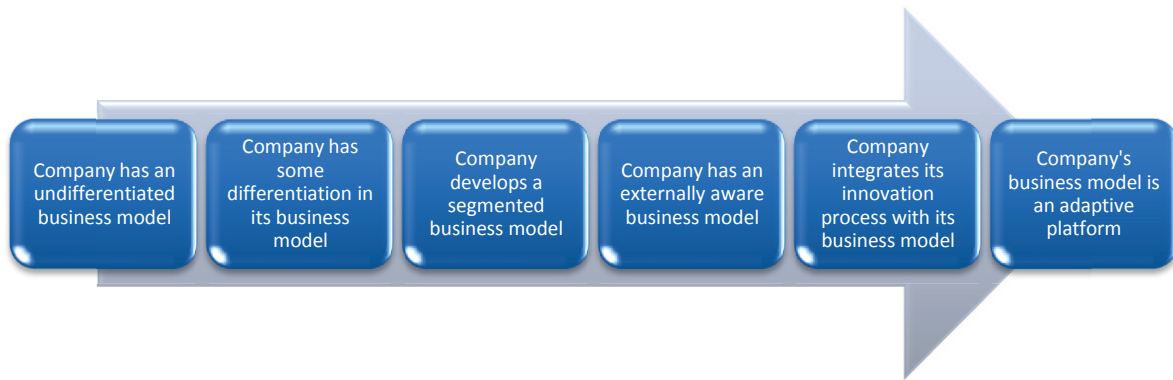 Company has an
undifferentiated
business model
Company has
some
differentiation in
its business
model
Company
develops a
segmented
business model
Company has an
externally aware
business model
Company
integrates its
innovation
process with its
business model
Company's
business model is
an adaptive
platform